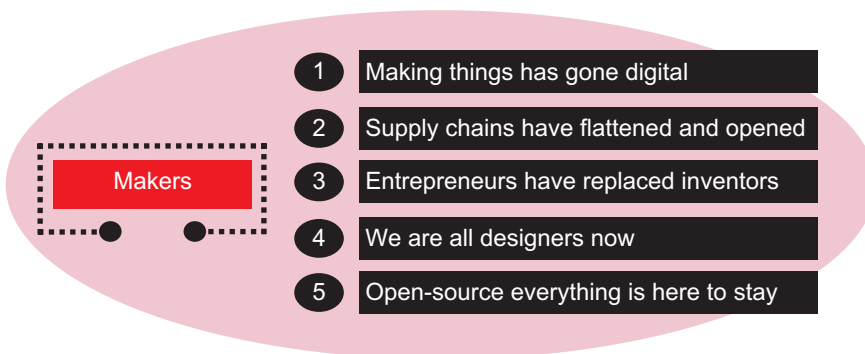 Makers
1 Making things has gone digital
2 Supply chains have flattened and opened
3 Entrepreneurs have replaced inventors
4 We are all designers now
5 Open-source everything is here to stay